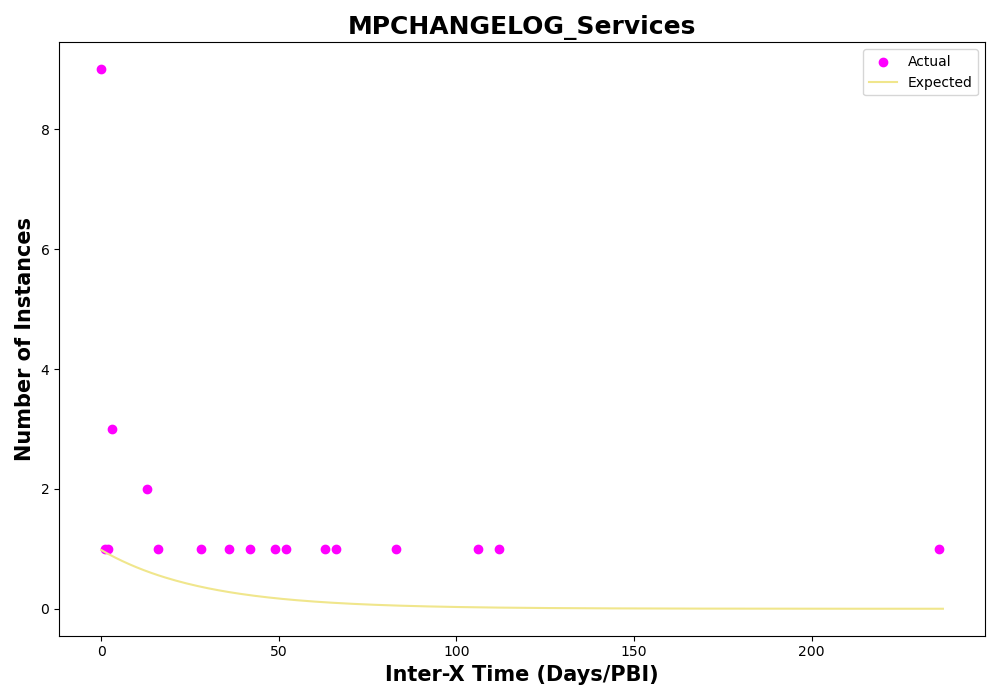 MPCHANGELOG_Services
Actual
Expected
8
6
4
2
0
Number of Instances
0 50 100 150 200
Inter-X Time (Days/PBI)